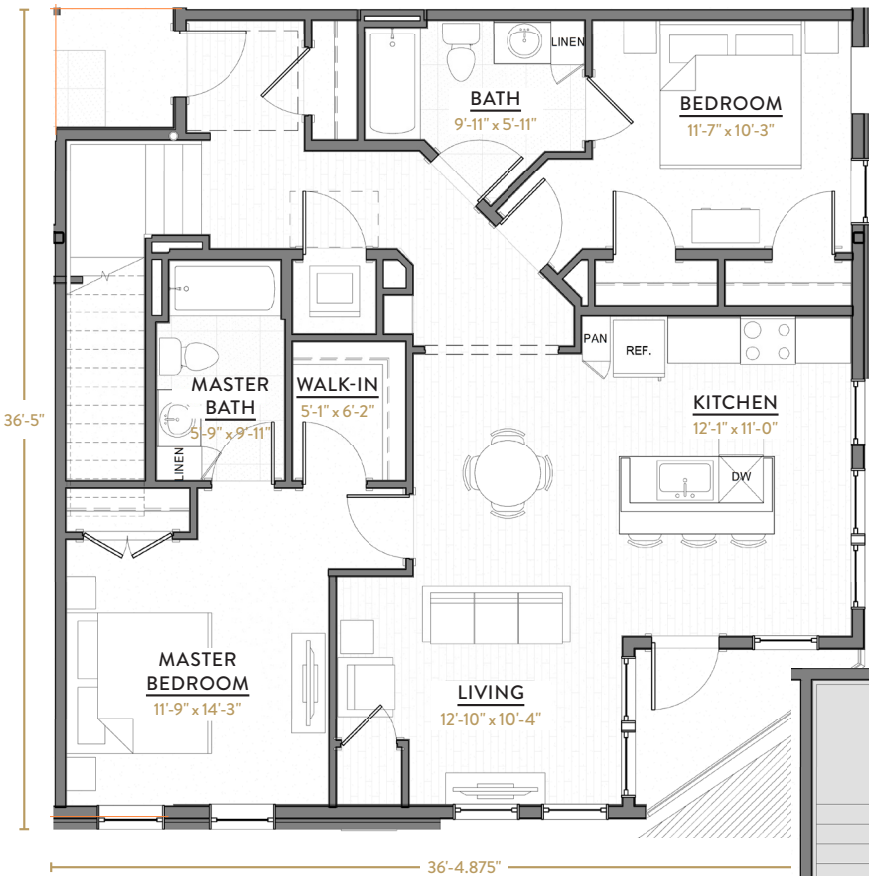 LINEN
BATH
9'-11" x 5'-11"
BEDROOM
11'-7" x 10'-3"
PAN
REF.
MASTER
BATH
5'-9" x 9'-11"
WALK-IN
5'-1" x 6'-2"
KITCHEN
12'-1" x 11'-0"
36'-5"
LINEN
DW
MASTER
BEDROOM
11'-9" x 14'-3"
LIVING
12'-10" x 10'-4"
36'-4.875"